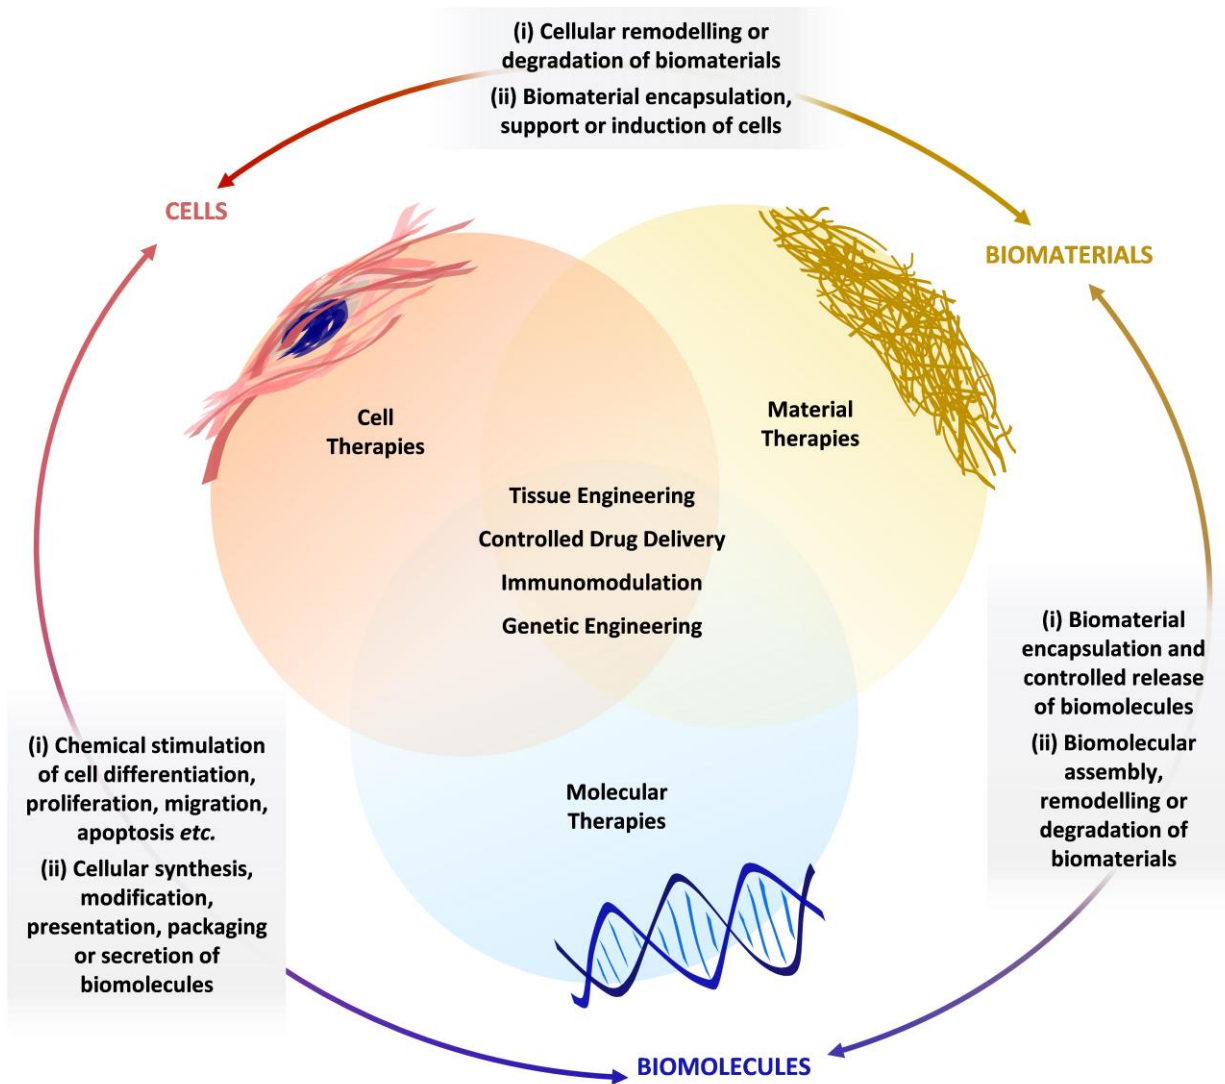 (i) Cellular remodelling or
degradation of biomaterials
(ii) Biomaterial encapsulation,
support or induction of cells
CELLS
BIOMATERIALS
Cell
Therapies
Material
Therapies
Tissue Engineering
Controlled Drug Delivery
Immunomodulation
Genetic Engineering
(i) Biomaterial
encapsulation and
controlled release
of biomolecules
(ii) Biomolecular
assembly,
remodelling or
degradation of
biomaterials
(i) Chemical stimulation
of cell differentiation,
proliferation, migration,
apoptosis etc.
(ii) Cellular synthesis,
modification,
presentation, packaging
or secretion of
biomolecules
Molecular
Therapies
BIOMOLECULES